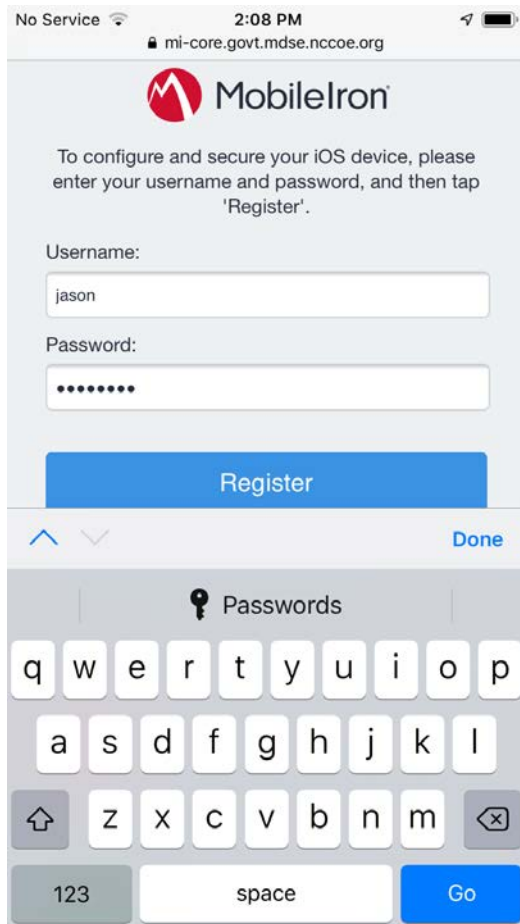 No Service 2:08 PM
mi-core.govt.mdse.nccoe.org
MobileIron
To configure and secure your iOS device, please
enter your username and password, and then tap
'Register'.
Username:
jason
Password:
••••••••
Register
Done
Passwords
q w e r t y u i o p
a s d f g h j k l
z x c v b n m
123 space Go